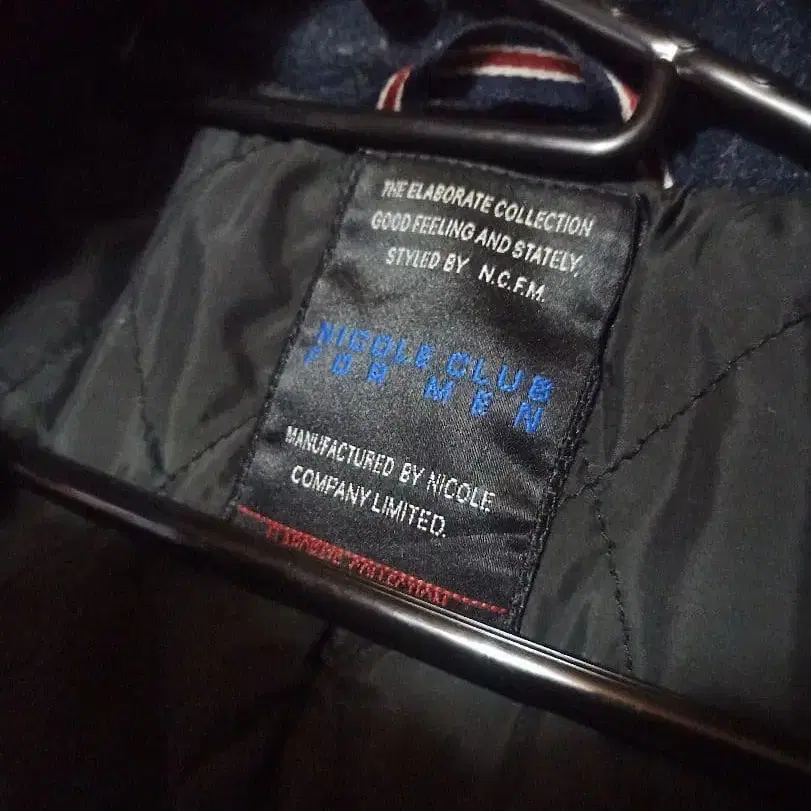 THE ELABORATE COLLECTION
GOOD FEELING AND STATELY,
STYLED BY N.C.F.M.
NICOLE CLUB
FOR MEN
MANUFACTURED BY NICOLE
COMPANY LIMITED.